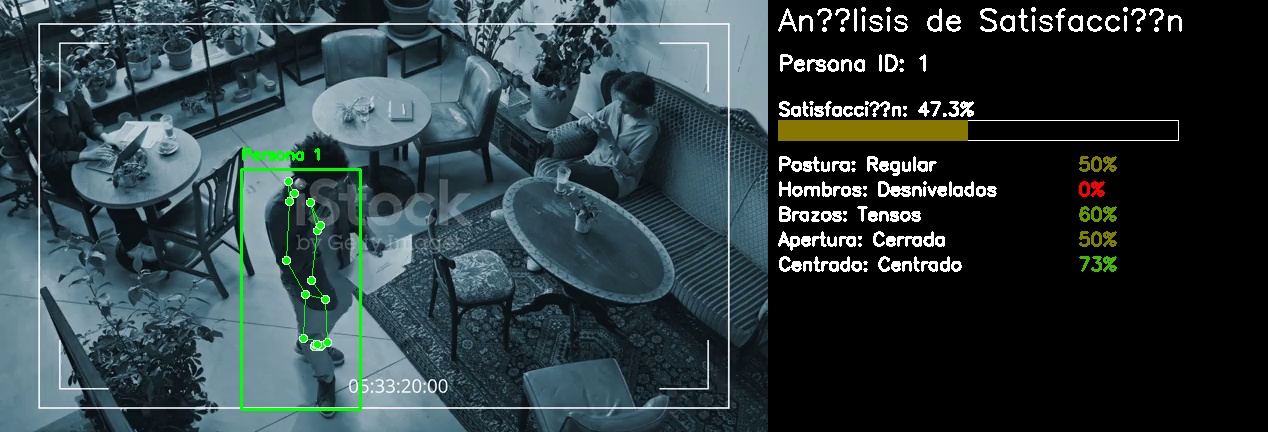 An??lisis de Satisfacci??n
Persona ID: 1
Satisfacci??n: 47.3%
Postura: Regular 50%
Hombros: Desnivelados 0%
Brazos: Tensos 60%
Apertura: Cerrada 50%
Centrado: Centrado 73%
Persona 1
iStock
by Getty Images
05:33:20:00